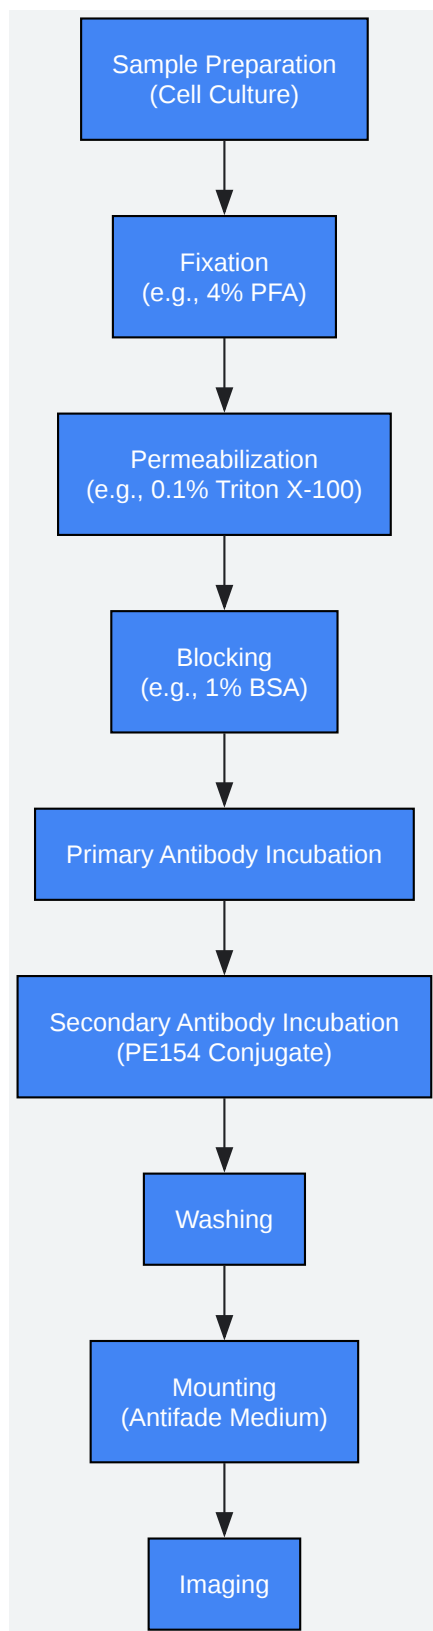 Sample Preparation
(Cell Culture)
Fixation
(e.g., 4% PFA)
Permeabilization
(e.g., 0.1% Triton X-100)
Blocking
(e.g., 1% BSA)
Primary Antibody Incubation
Secondary Antibody Incubation
(PE154 Conjugate)
Washing
Mounting
(Antifade Medium)
Imaging